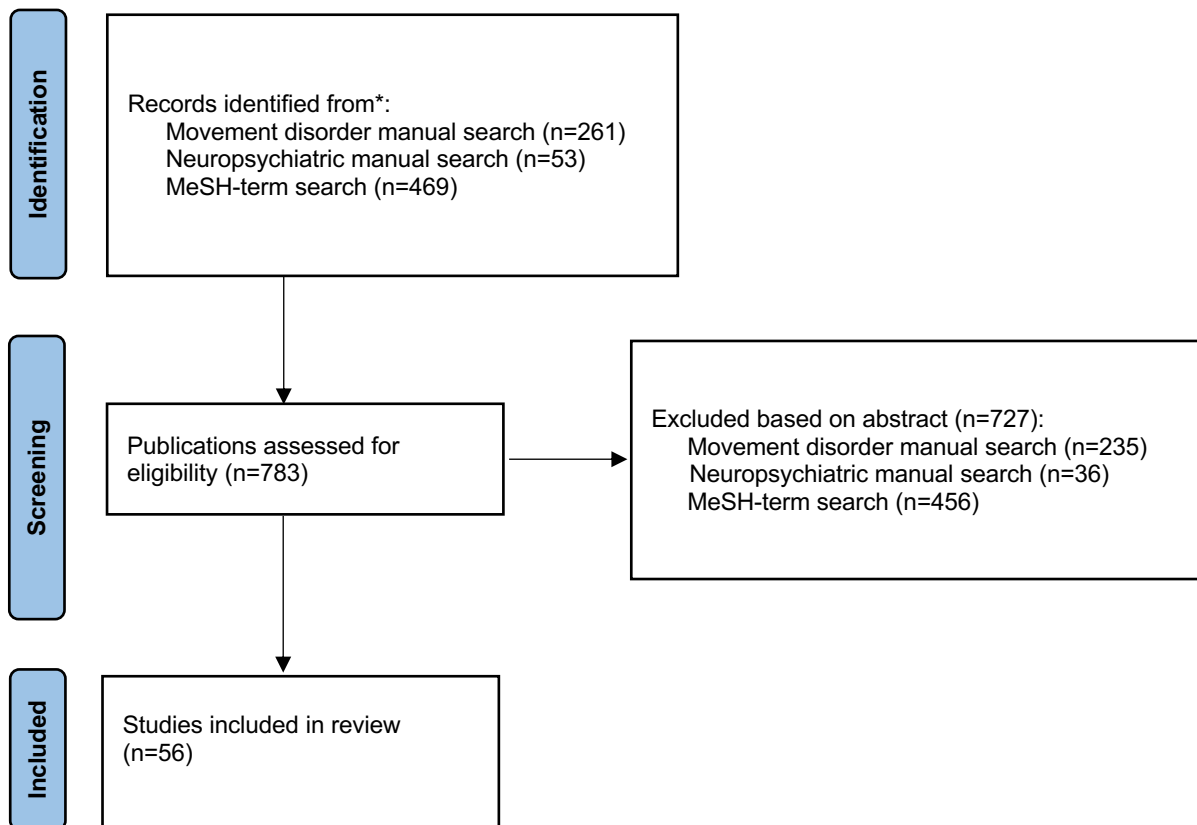 Identification
Records identified from*:
Movement disorder manual search (n=261)
Neuropsychiatric manual search (n=53)
MeSH-term search (n=469)
Screening
Publications assessed for
eligibility (n=783)
Excluded based on abstract (n=727):
Movement disorder manual search (n=235)
Neuropsychiatric manual search (n=36)
MeSH-term search (n=456)
Included
Studies included in review
(n=56)